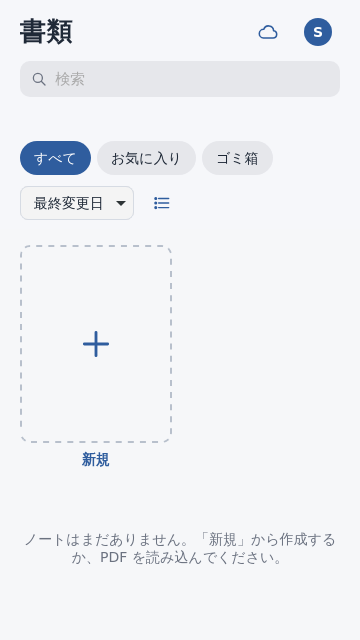 書類
S
検索
すべて
お気に入り
ゴミ箱
最終変更日
新規
ノートはまだありません。「新規」から作成する
か、PDF を読み込んでください。